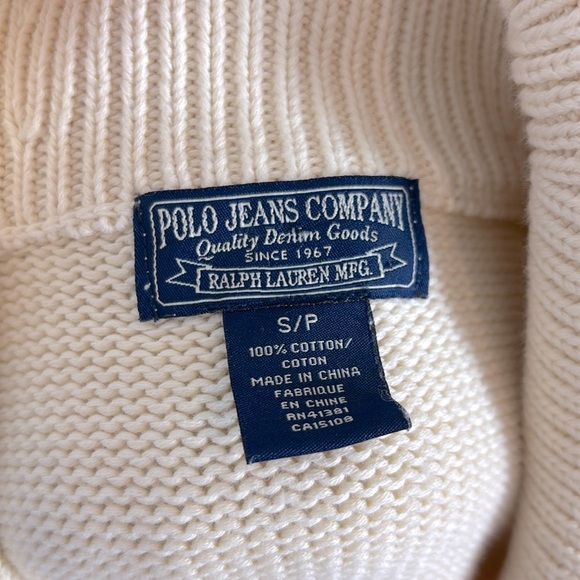 POLO JEANS COMPANY
Quality Denim Goods
SINCE 1967
RALPH LAUREN MFG.
S/P
100% COTTON/
COTON
MADE IN CHINA
FABRIQUE
EN CHINE
RN41381
CA15108